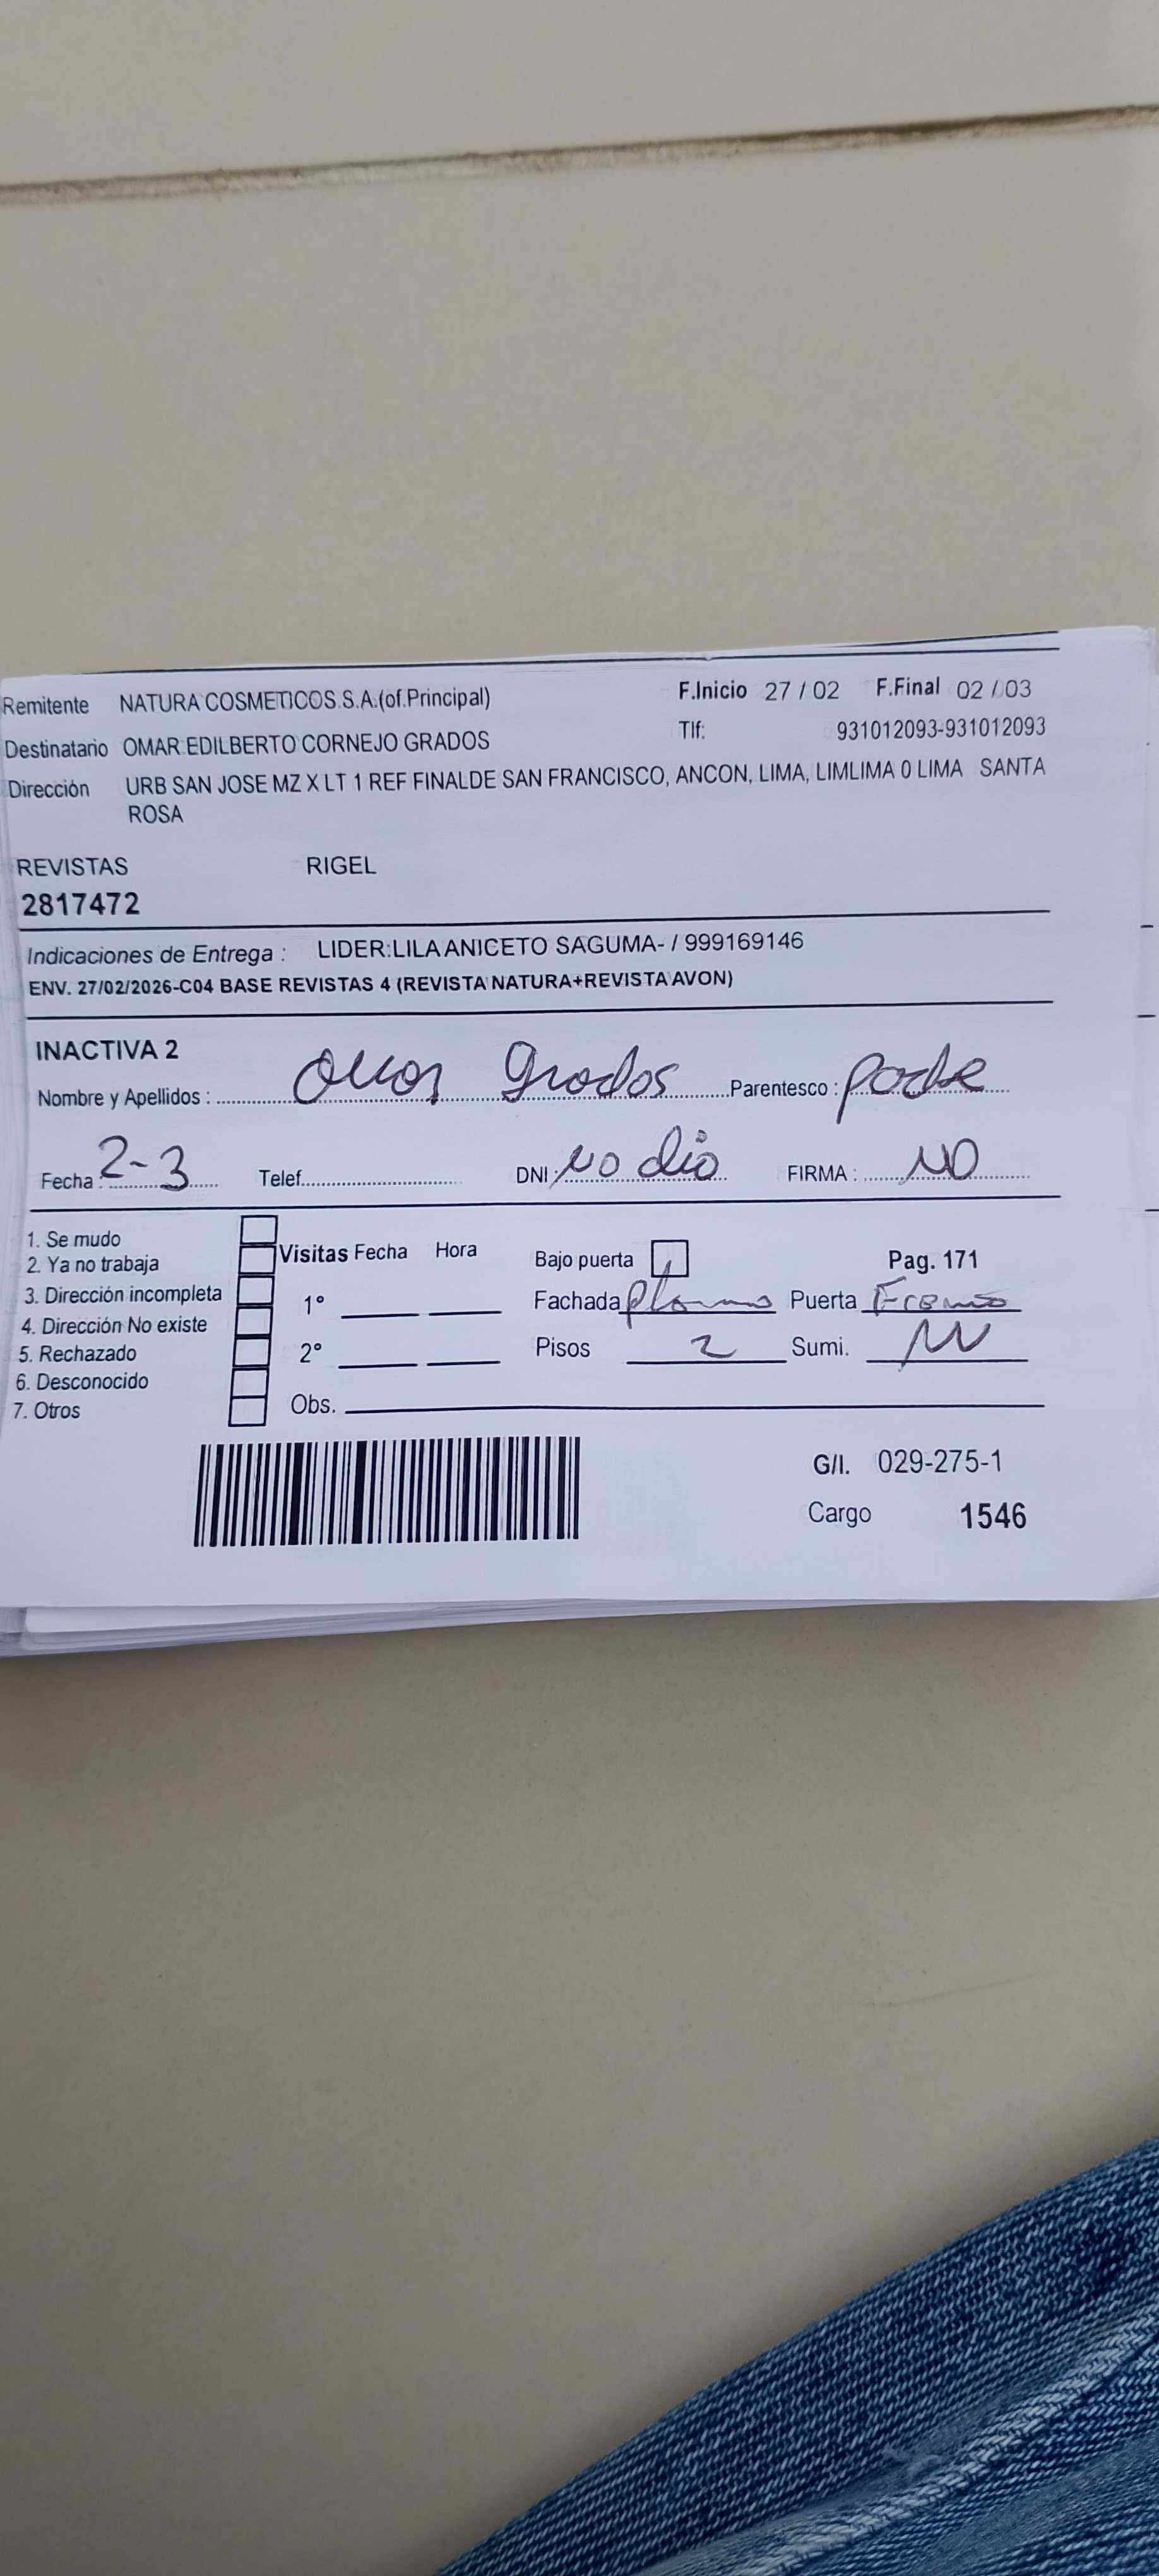 Remitente NATURA COSMETICOS S.A.(of.Principal) F.Inicio 27 / 02 F.Final 02 / 03
Tlf: 931012093-931012093
Destinatario OMAR EDILBERTO CORNEJO GRADOS
Dirección URB SAN JOSE MZ X LT 1 REF FINALDE SAN FRANCISCO, ANCON, LIMA, LIMLIMA 0 LIMA SANTA
ROSA
REVISTAS RIGEL
2817472
Indicaciones de Entrega : LIDER:LILA ANICETO SAGUMA- / 999169146
ENV. 27/02/2026-C04 BASE REVISTAS 4 (REVISTA NATURA+REVISTA AVON)
INACTIVA 2
Nombre y Apellidos : Grados Parentesco : padre
Fecha : 2-3 Telef. DNI : NO dio FIRMA : NO
1. Se mudo
2. Ya no trabaja
3. Dirección incompleta
4. Dirección No existe
5. Rechazado
6. Desconocido
7. Otros
Visitas Fecha Hora
1°
2°
Obs.
Bajo puerta Pag. 171
Fachada Plomo Puerta
Pisos 2 Sumi.
G/I. 029-275-1
Cargo 1546